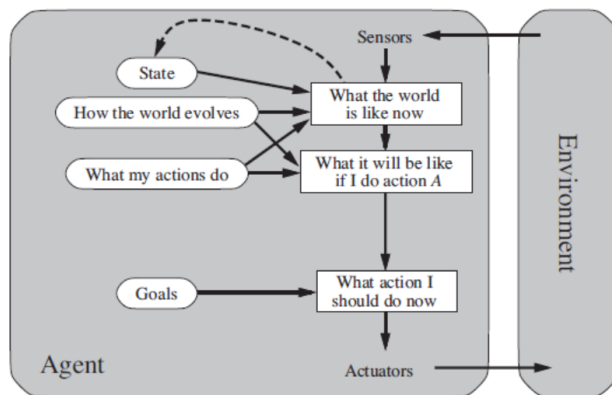 Sensors
State
What the world
is like now
How the world evolves
What it will be like
if I do action A
What my actions do
Environment
What action I
should do now
Goals
Agent
Actuators